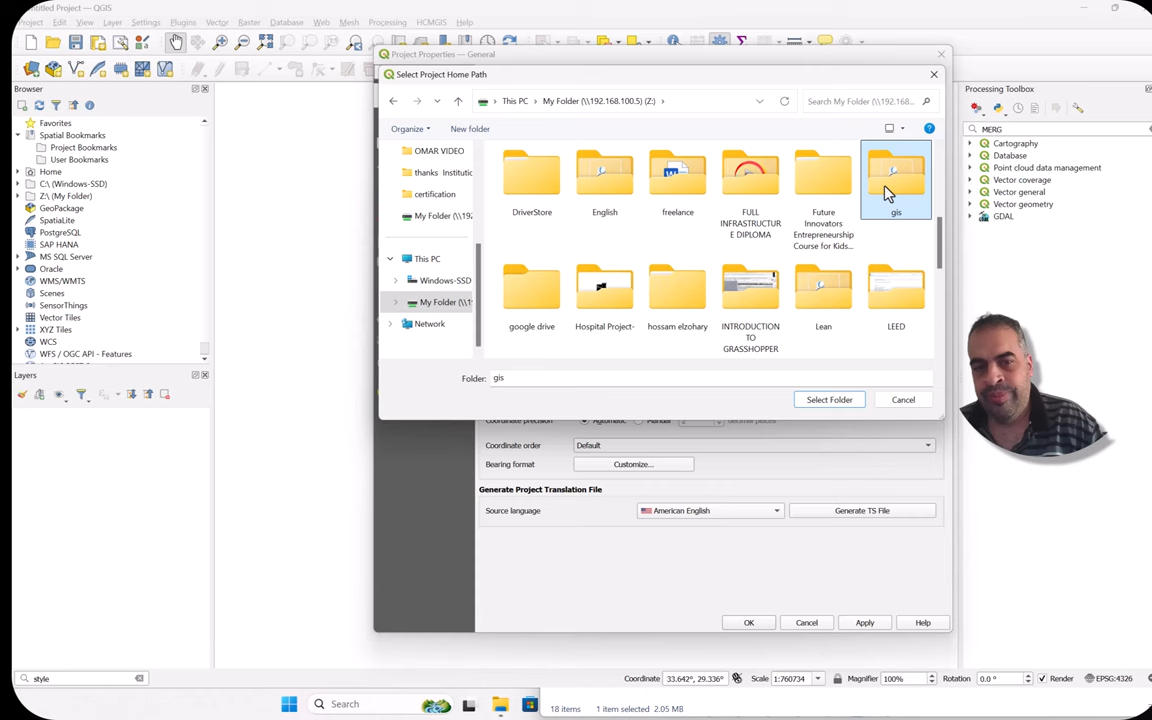 Untitled Project — QGIS
Project Edit View Layer Settings Plugins Vector Raster Database Web Mesh Processing HCMGIS Help
Project Properties — General
Select Project Home Path
This PC > My Folder (\\192.168.100.5) (Z:) >
Search My Folder (\\192.168...
Organize
New folder
OMAR VIDEO
thanks Institutic
certification
My Folder (\\192
This PC
Windows-SSD
My Folder (\\1
Network
DriverStore
English
freelance
FULL INFRASTRUCTUR E DIPLOMA
Future Innovators Entrepreneurship Course for Kids...
gis
google drive
Hospital Project-
hossam elzohary
INTRODUCTION TO GRASSHOPPER
Lean
LEED
Folder: gis
Select Folder
Cancel
Coordinate precision Automatic Manual decimal places
Coordinate order
Default
Bearing format
Customize...
Generate Project Translation File
Source language
American English
Generate TS File
OK
Cancel
Apply
Help
Browser
Favorites
Spatial Bookmarks
Project Bookmarks
User Bookmarks
Home
C:\ (Windows-SSD)
Z:\ (My Folder)
GeoPackage
SpatiaLite
PostgreSQL
SAP HANA
MS SQL Server
Oracle
WMS/WMTS
Scenes
SensorThings
Vector Tiles
XYZ Tiles
WCS
WFS / OGC API - Features
Layers
Processing Toolbox
MERG
Cartography
Database
Point cloud data management
Vector coverage
Vector general
Vector geometry
GDAL
style
Coordinate 33.642°, 29.336°
Scale 1:760734
Magnifier 100%
Rotation 0.0 °
Render
EPSG:4326
Search
18 items
1 item selected 2.05 MB